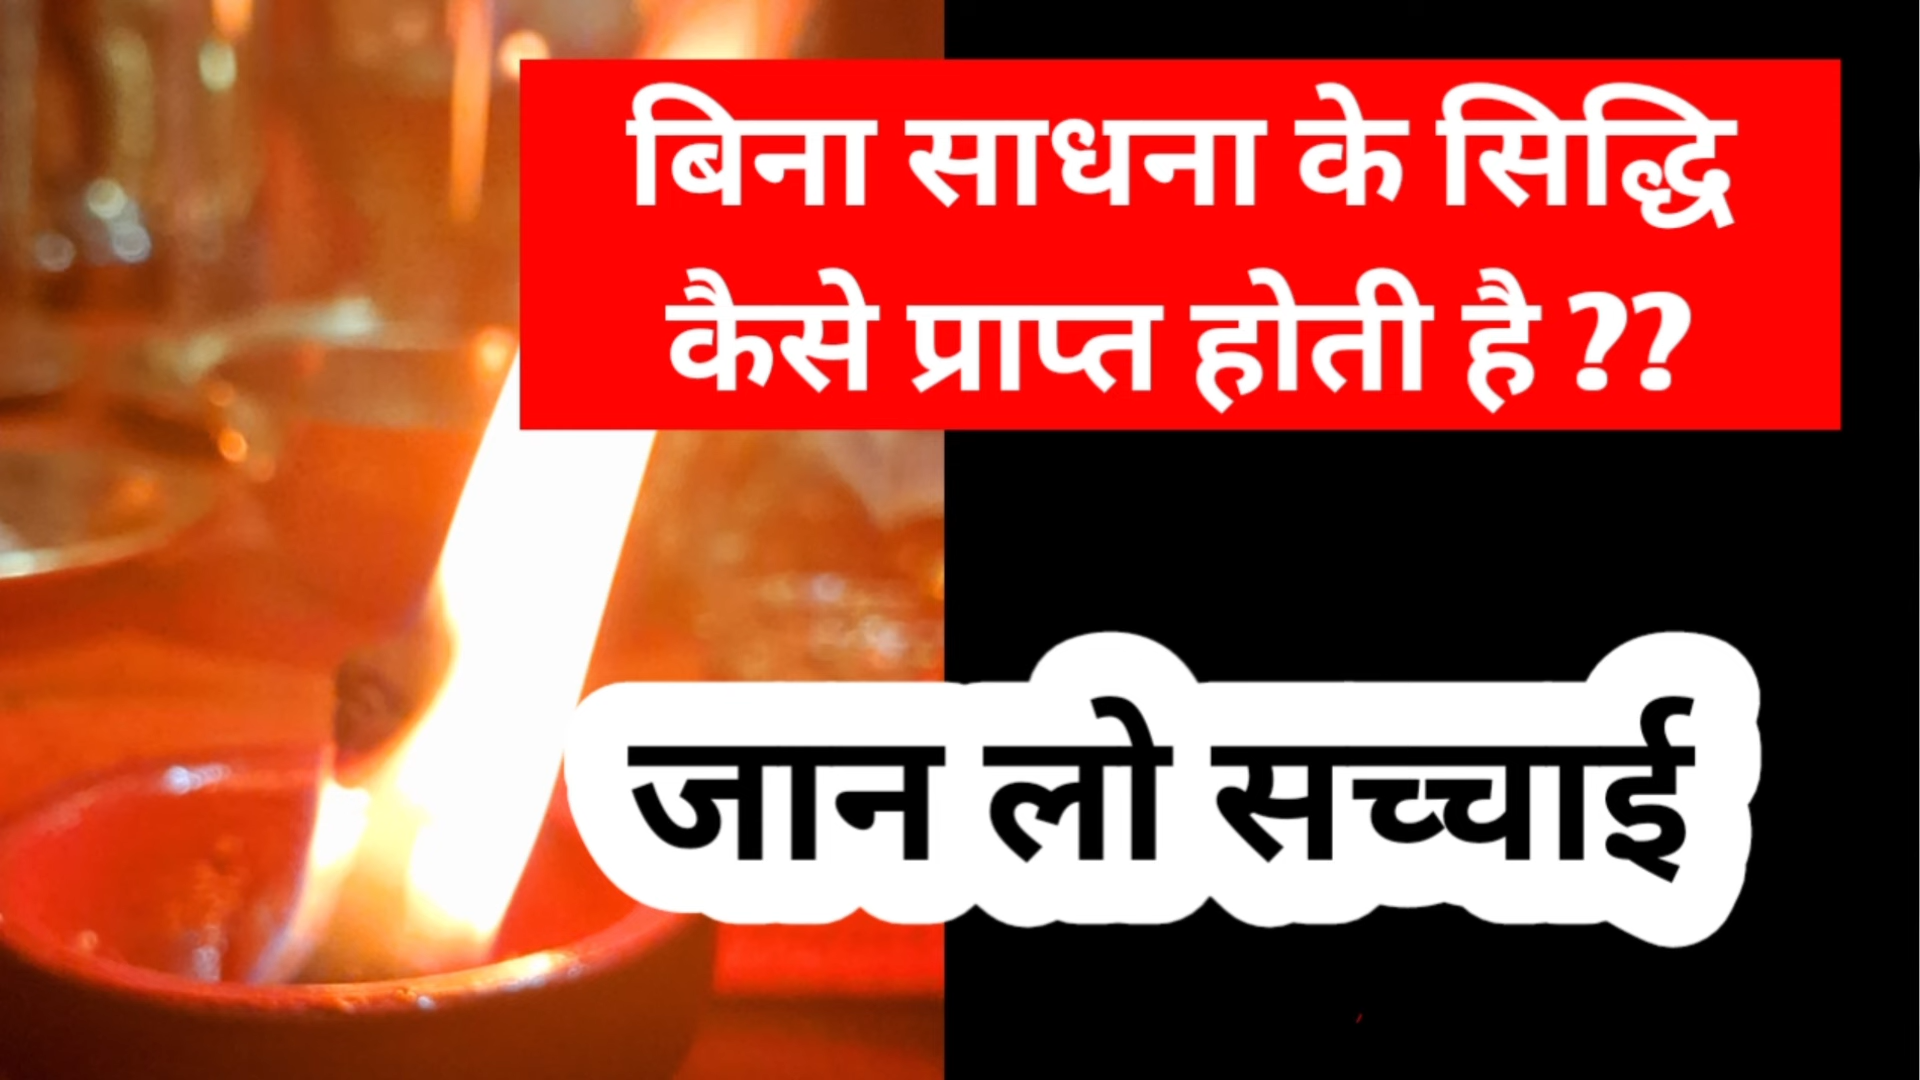 बिना साधना के सिद्धि
कैसे प्राप्त होती है ??
जान लो सच्चाई